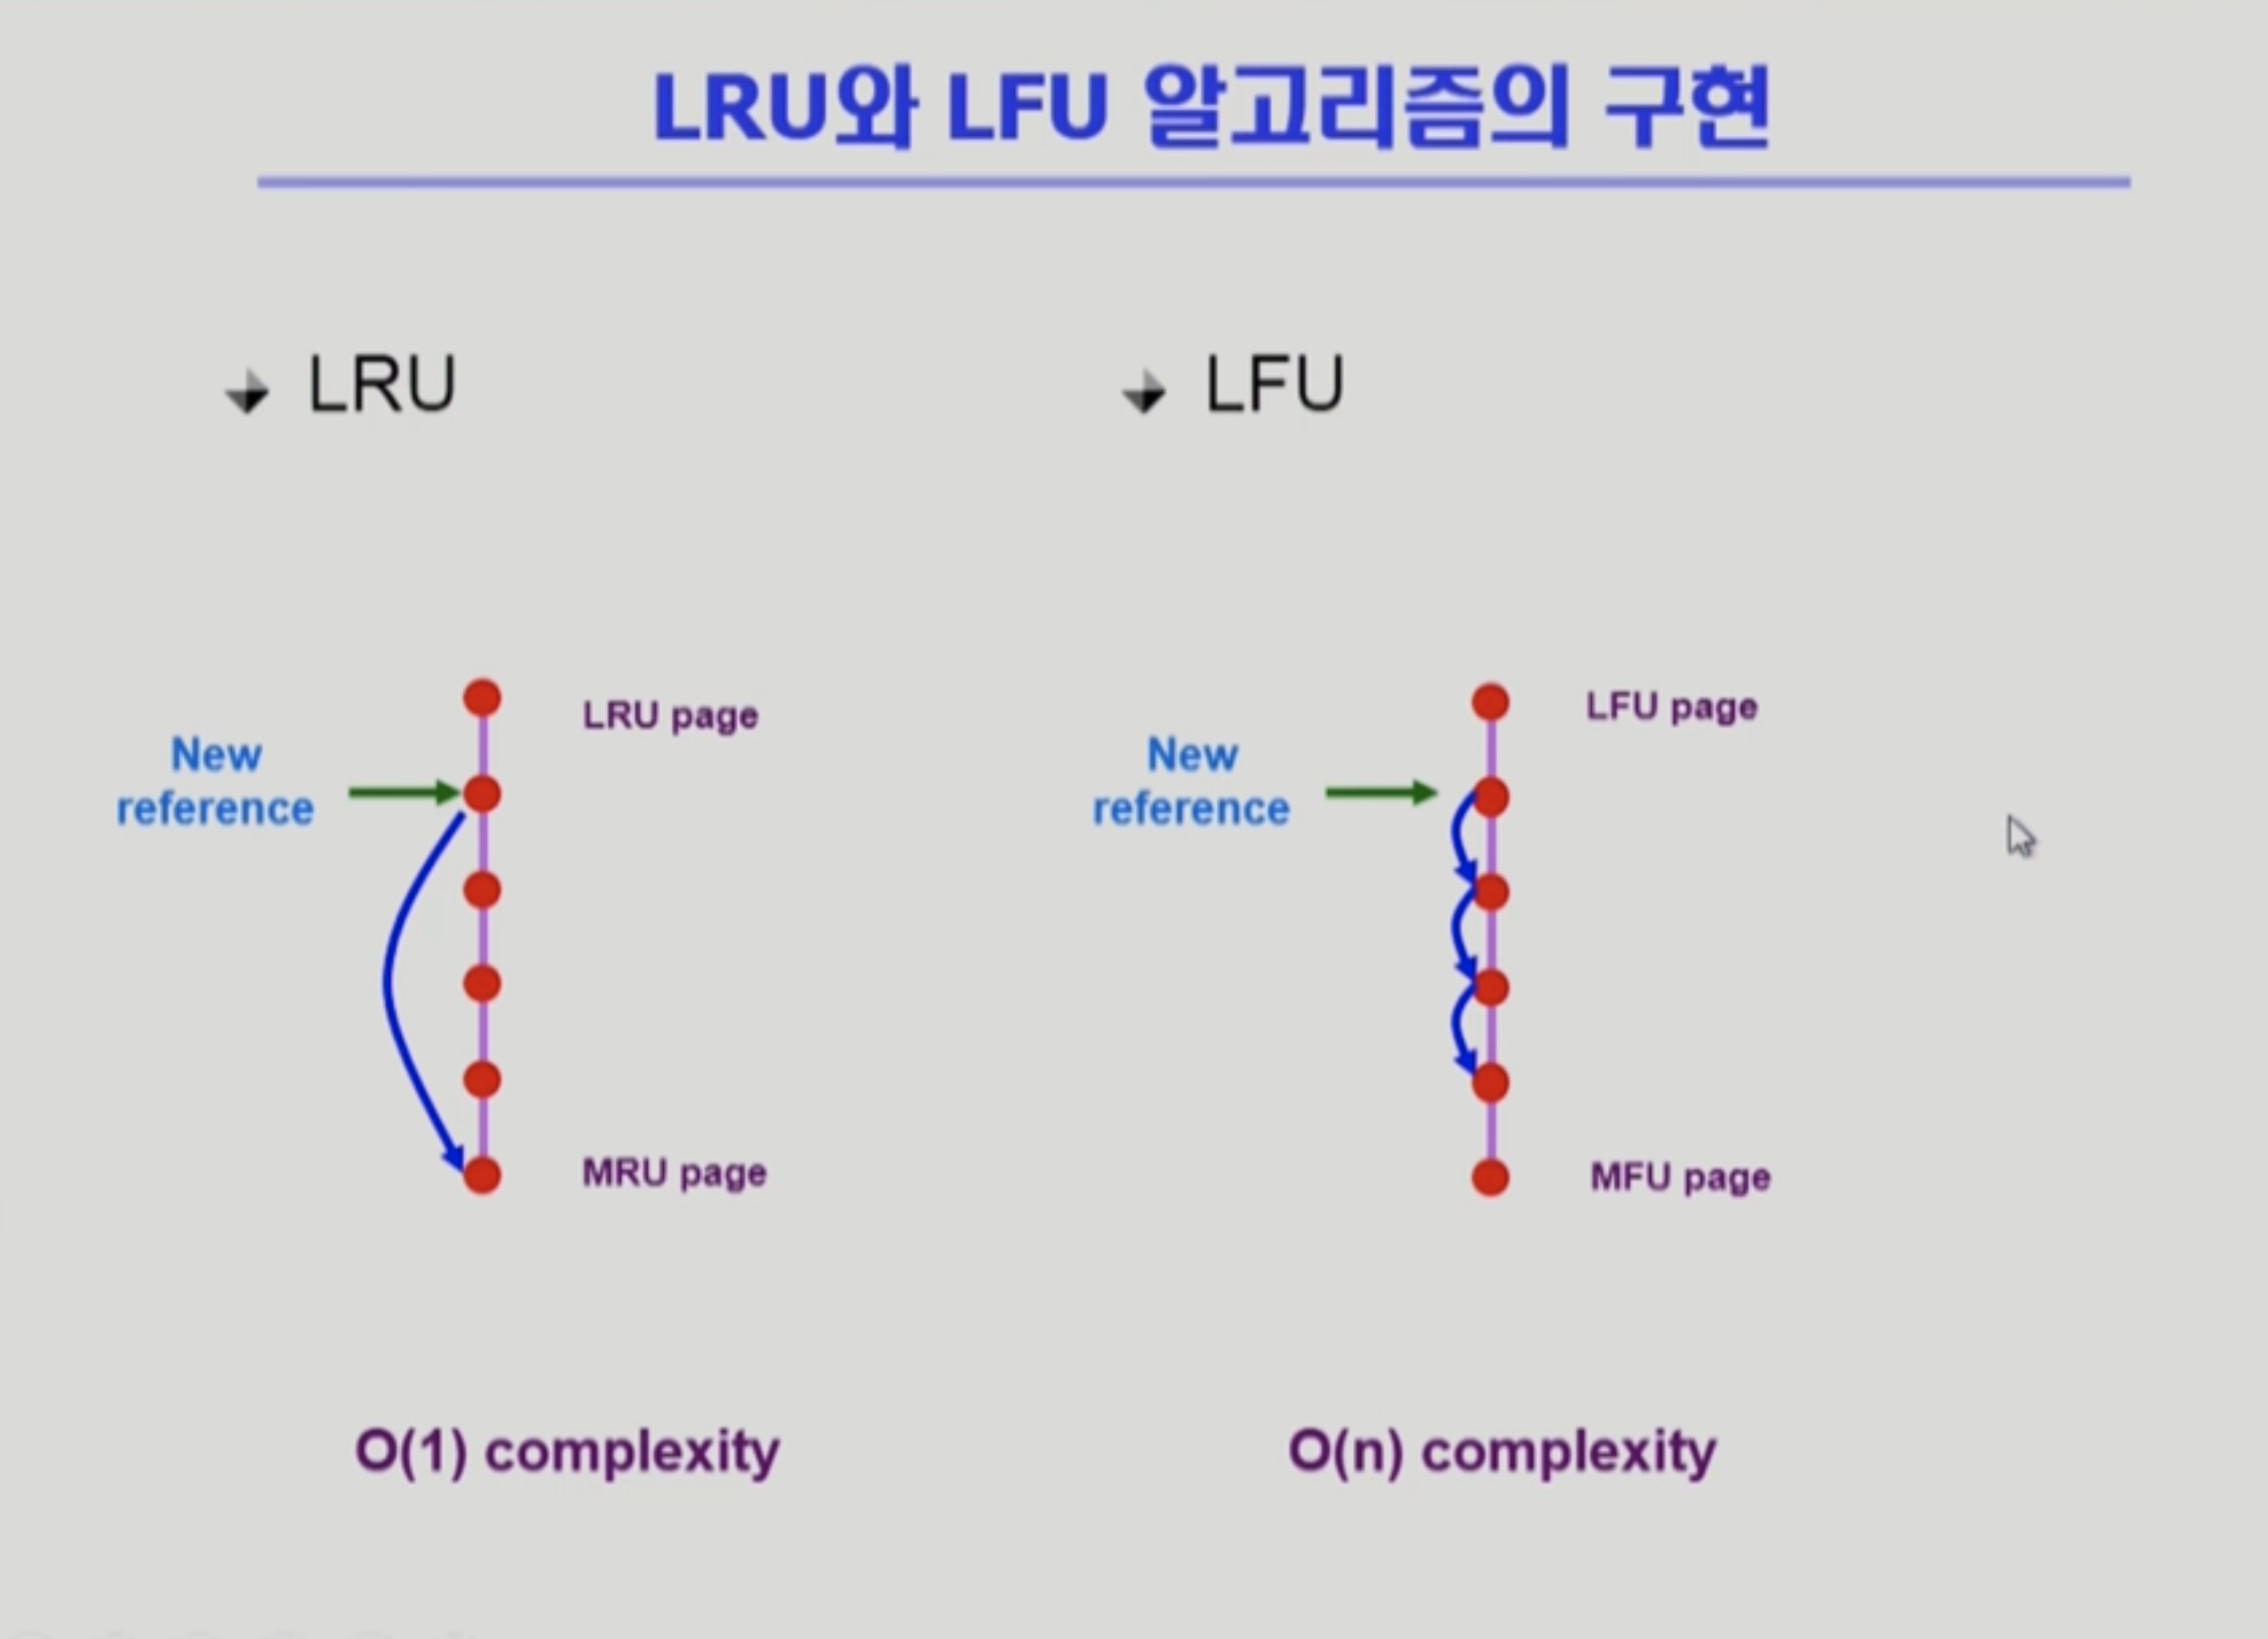 LRU와 LFU 알고리즘의 구현
LRU
New
reference
LRU page
MRU page
O(1) complexity
LFU
New
reference
LFU page
MFU page
O(n) complexity